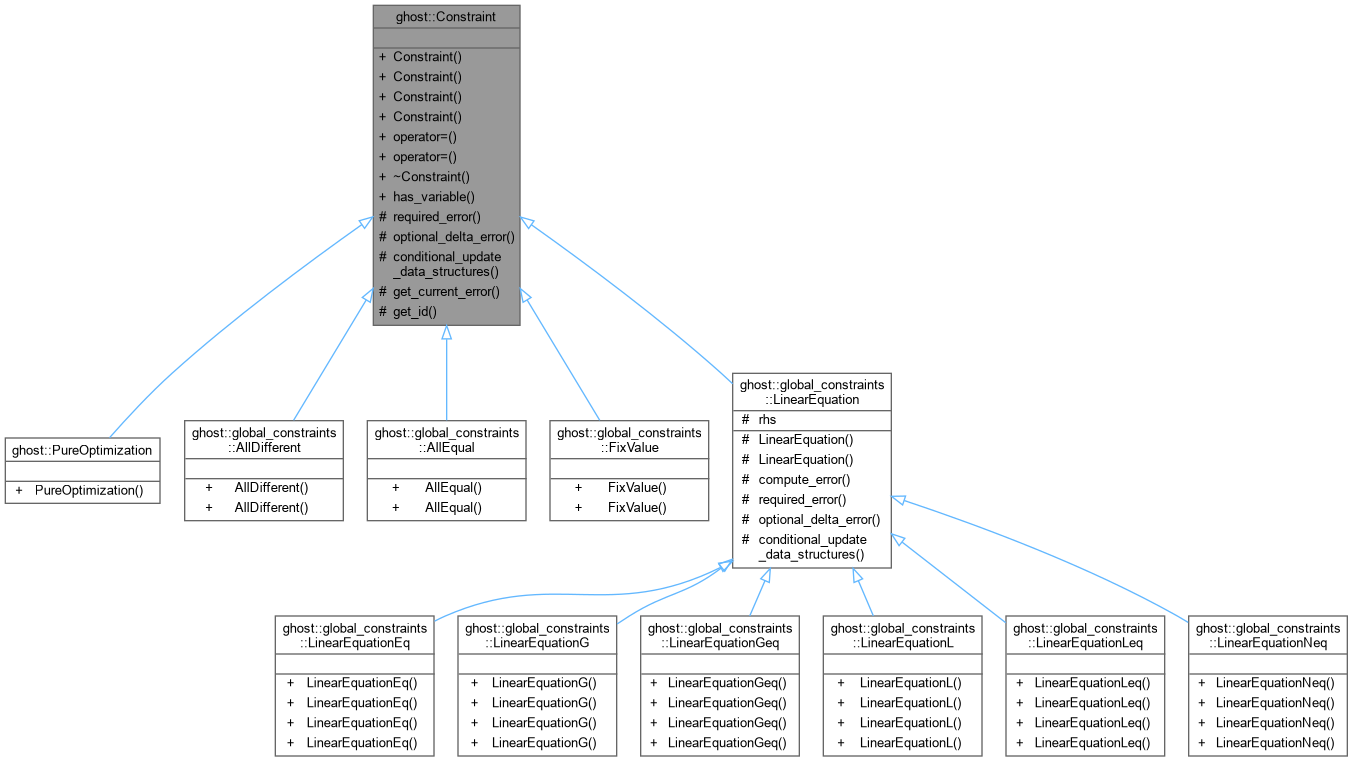 ghost::Constraint
+ Constraint()
+ Constraint()
+ Constraint()
+ Constraint()
+ operator=()
+ operator=()
+ ~Constraint()
+ has_variable()
# required_error()
# optional_delta_error()
# conditional_update
_data_structures()
# get_current_error()
# get_id()
ghost::PureOptimization
+ PureOptimization()
ghost::global_constraints
::AllDifferent
+ AllDifferent()
+ AllDifferent()
ghost::global_constraints
::AllEqual
+ AllEqual()
+ AllEqual()
ghost::global_constraints
::FixValue
+ FixValue()
+ FixValue()
ghost::global_constraints
::LinearEquation
# rhs
# LinearEquation()
# LinearEquation()
# compute_error()
# required_error()
# optional_delta_error()
# conditional_update
_data_structures()
ghost::global_constraints
::LinearEquationEq
+ LinearEquationEq()
+ LinearEquationEq()
+ LinearEquationEq()
+ LinearEquationEq()
ghost::global_constraints
::LinearEquationG
+ LinearEquationG()
+ LinearEquationG()
+ LinearEquationG()
+ LinearEquationG()
ghost::global_constraints
::LinearEquationGeq
+ LinearEquationGeq()
+ LinearEquationGeq()
+ LinearEquationGeq()
+ LinearEquationGeq()
ghost::global_constraints
::LinearEquationL
+ LinearEquationL()
+ LinearEquationL()
+ LinearEquationL()
+ LinearEquationL()
ghost::global_constraints
::LinearEquationLeq
+ LinearEquationLeq()
+ LinearEquationLeq()
+ LinearEquationLeq()
+ LinearEquationLeq()
ghost::global_constraints
::LinearEquationNeq
+ LinearEquationNeq()
+ LinearEquationNeq()
+ LinearEquationNeq()
+ LinearEquationNeq()